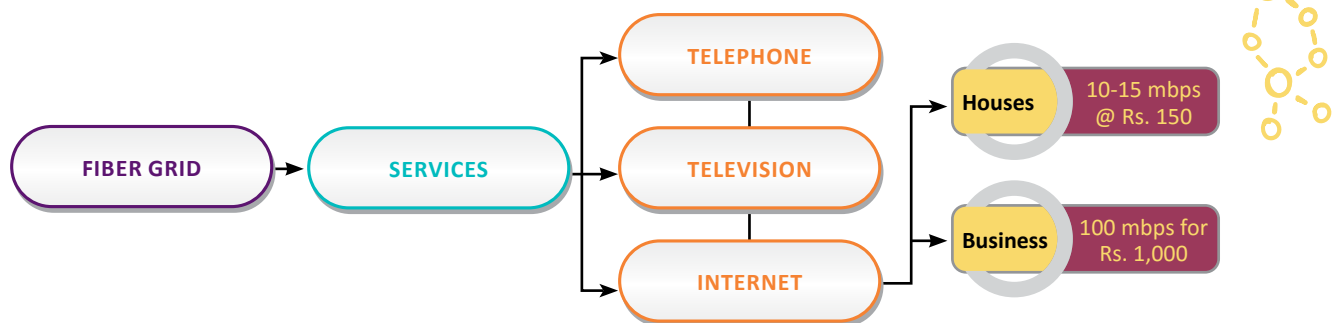 FIBER GRID
SERVICES
TELEPHONE
TELEVISION
INTERNET
Houses
10-15 mbps
@ Rs. 150
Business
100 mbps for
Rs. 1,000